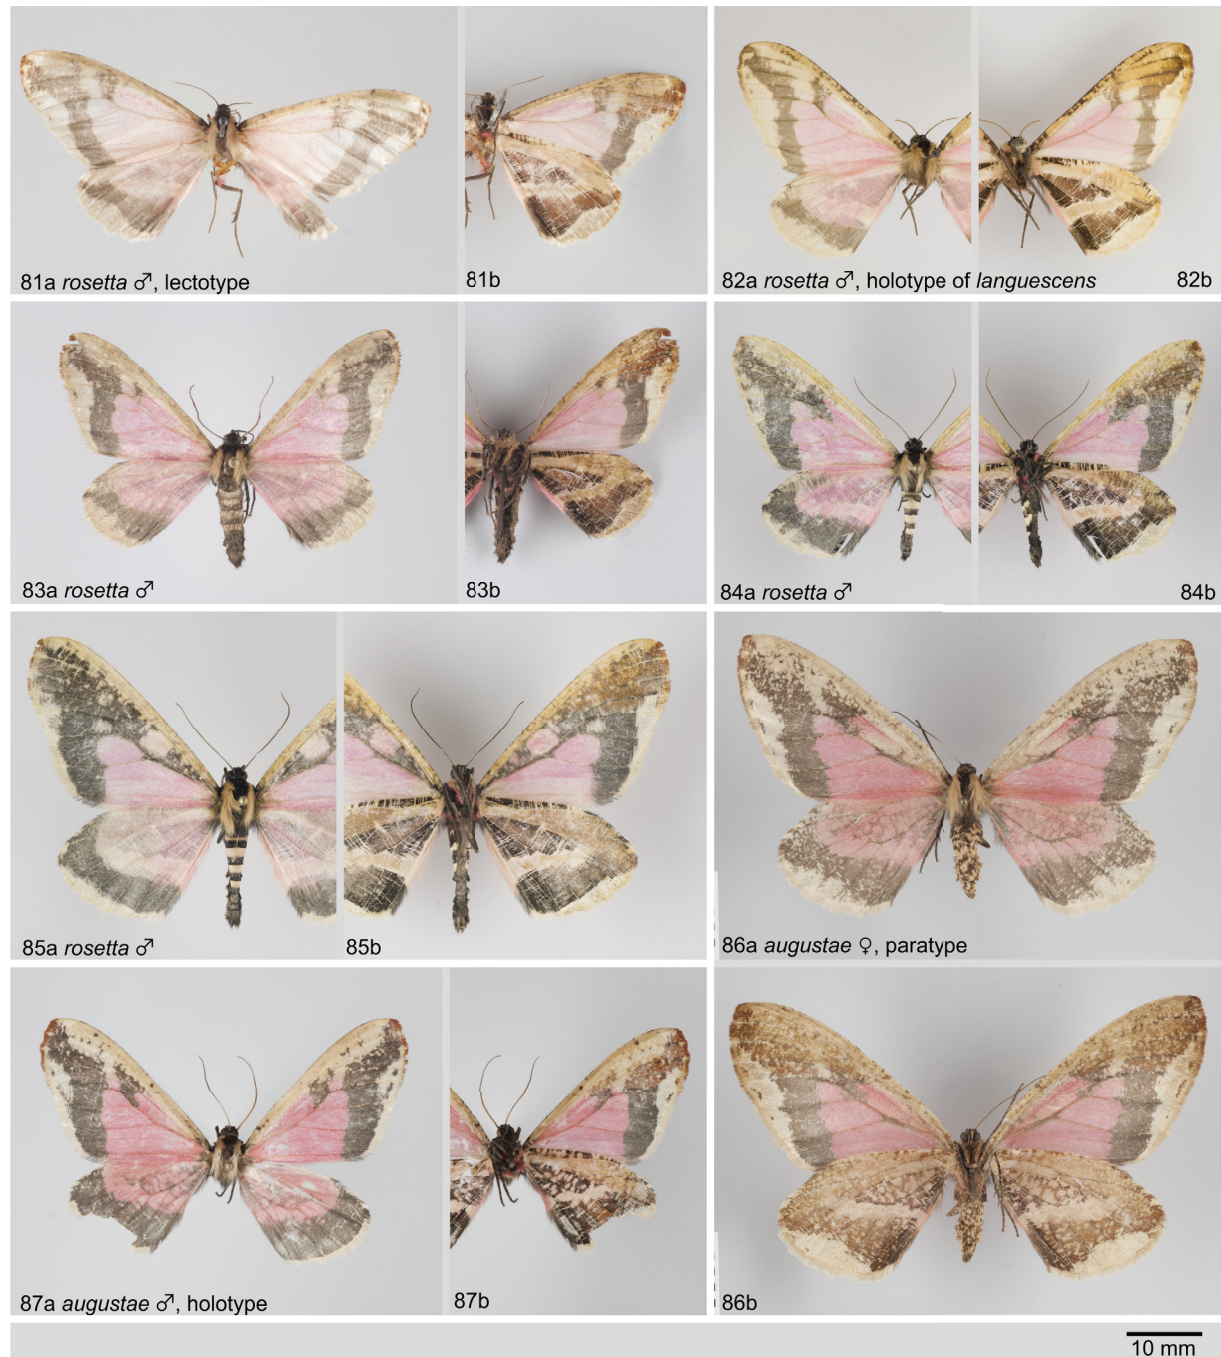 81a rosetta ♂, lectotype
81b
82a rosetta ♂, holotype of languescens
82b
83a rosetta ♂
83b
84a rosetta ♂
84b
85a rosetta ♂
85b
86a augustae ♀, paratype
87a augustae ♂, holotype
87b
86b
10 mm